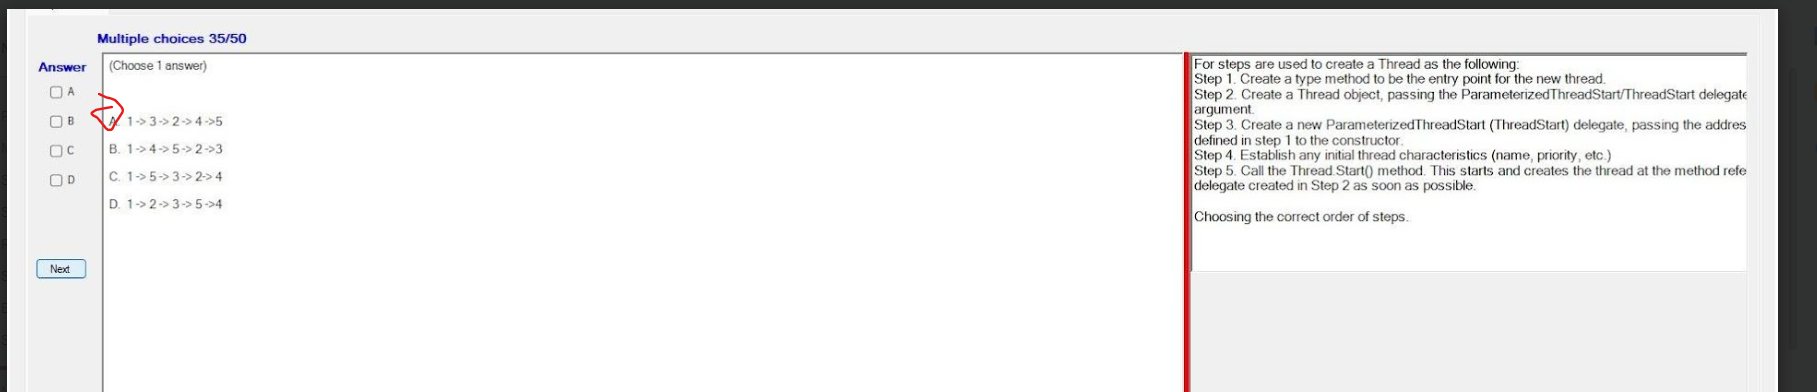 Multiple choices 35/50
Answer
(Choose 1 answer)
A
B
C
D
A. 1->3->2->4->5
B. 1->4->5->2->3
C. 1->5->3->2->4
D. 1->2->3->5->4
Next
For steps are used to create a Thread as the following:
Step 1. Create a type method to be the entry point for the new thread.
Step 2. Create a Thread object, passing the ParameterizedThreadStart/ThreadStart delegate
argument.
Step 3. Create a new ParameterizedThreadStart (ThreadStart) delegate, passing the addres
defined in step 1 to the constructor.
Step 4. Establish any initial thread characteristics (name, priority, etc.)
Step 5. Call the Thread.Start() method. This starts and creates the thread at the method refe
delegate created in Step 2 as soon as possible.
Choosing the correct order of steps.